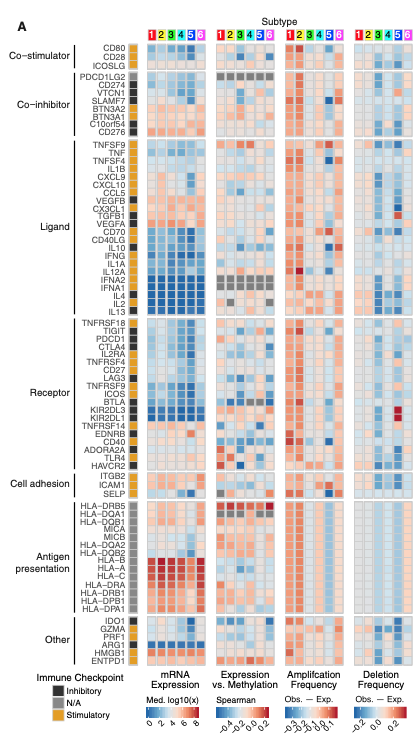 A
Subtype
1 2 3 4 5 6 1 2 3 4 5 6 1 2 3 4 5 6 1 2 3 4 5 6
Co-stimulator
CD80
CD28
ICOSLG
Co-inhibitor
PDCD1LG2
CD274
VTCN1
SLAMF7
BTN3A2
BTN3A1
C10orf54
CD276
Ligand
TNFSF9
TNF
TNFSF4
IL1B
CXCL9
CXCL10
CCL5
VEGFB
CX3CL1
TGFB1
VEGFA
CD70
CD40LG
IL10
IFNG
IL1A
IL12A
IFNA2
IFNA1
IL4
IL2
IL13
Receptor
TNFRSF18
TIGIT
PDCD1
CTLA4
IL2RA
TNFRSF4
CD27
LAG3
TNFRSF9
ICOS
BTLA
KIR2DL3
KIR2DL1
TNFRSF14
EDNRB
CD40
ADORA2A
TLR4
HAVCR2
Cell adhesion
ITGB2
ICAM1
SELP
Antigen
presentation
HLA-DRB5
HLA-DQA1
HLA-DQB1
MICA
MICB
HLA-DQA2
HLA-DQB2
HLA-B
HLA-A
HLA-C
HLA-DRA
HLA-DRB1
HLA-DPB1
HLA-DPA1
Other
IDO1
GZMA
PRF1
ARG1
HMGB1
ENTPD1
Immune Checkpoint
Inhibitory
N/A
Stimulatory
mRNA
Expression
Med. log10(x)
0 2 4 6 8
Expression
vs. Methylation
Spearman
-0.4 -0.2 0.0 0.2
Amplifcation
Frequency
Obs. — Exp.
-0.3 -0.2 -0.1 0.0 0.1
Deletion
Frequency
Obs. — Exp.
-0.2 0.0 0.2